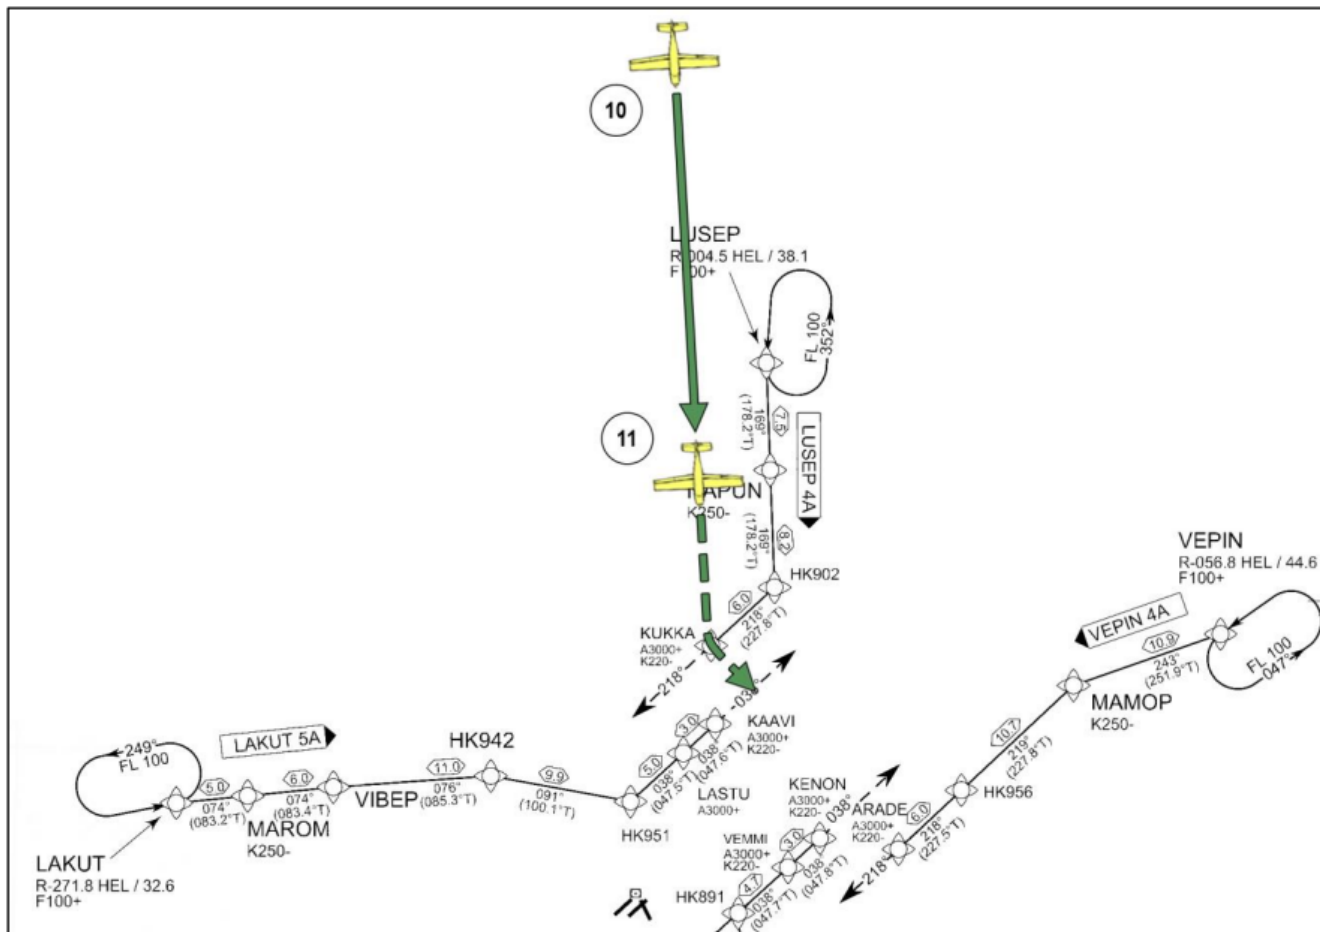 10
LUSEP
R-004.5 HEL / 38.1
F100+
FL 100
352°
7.5
169°
(178.2°T)
LUSEP 4A
11
K250-
8.2
169°
(178.2°T)
HK902
6.0
218°
(227.8°T)
KUKKA
A3000+
K220-
218°
VEPIN
R-056.8 HEL / 44.6
F100+
VEPIN 4A
10.9
243°
(251.9°T)
FL 100
047°
MAMOP
K250-
KAAVI
A3000+
K220-
3.0
038°
(047.6°T)
5.0
038°
(047.5°T)
LASTU
A3000+
HK951
249°
FL 100
LAKUT 5A
5.0
074°
(083.2°T)
6.0
074°
(083.4°T)
MAROM
K250-
VIBEP
11.0
076°
(085.3°T)
HK942
9.9
091°
(100.1°T)
LAKUT
R-271.8 HEL / 32.6
F100+
10.7
219°
(227.8°T)
HK956
6.0
218°
(227.5°T)
ARADE
A3000+
K220-
218°
KENON
A3000+
K220-
038°
VEMMI
A3000+
K220-
3.0
038
(047.8°T)
4.7
038°
(047.7°T)
HK891